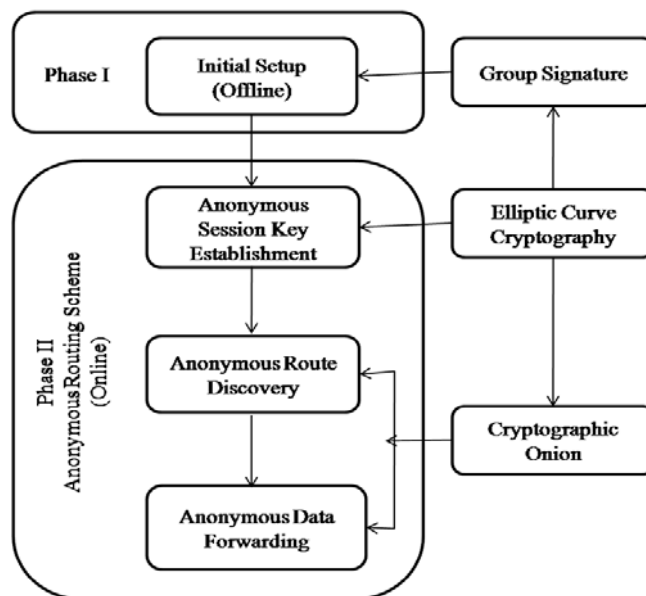 Phase I
Initial Setup
(Offline)
Group Signature
Phase II
Anonymous Routing Scheme
(Online)
Anonymous
Session Key
Establishment
Elliptic Curve
Cryptography
Anonymous Route
Discovery
Cryptographic
Onion
Anonymous Data
Forwarding